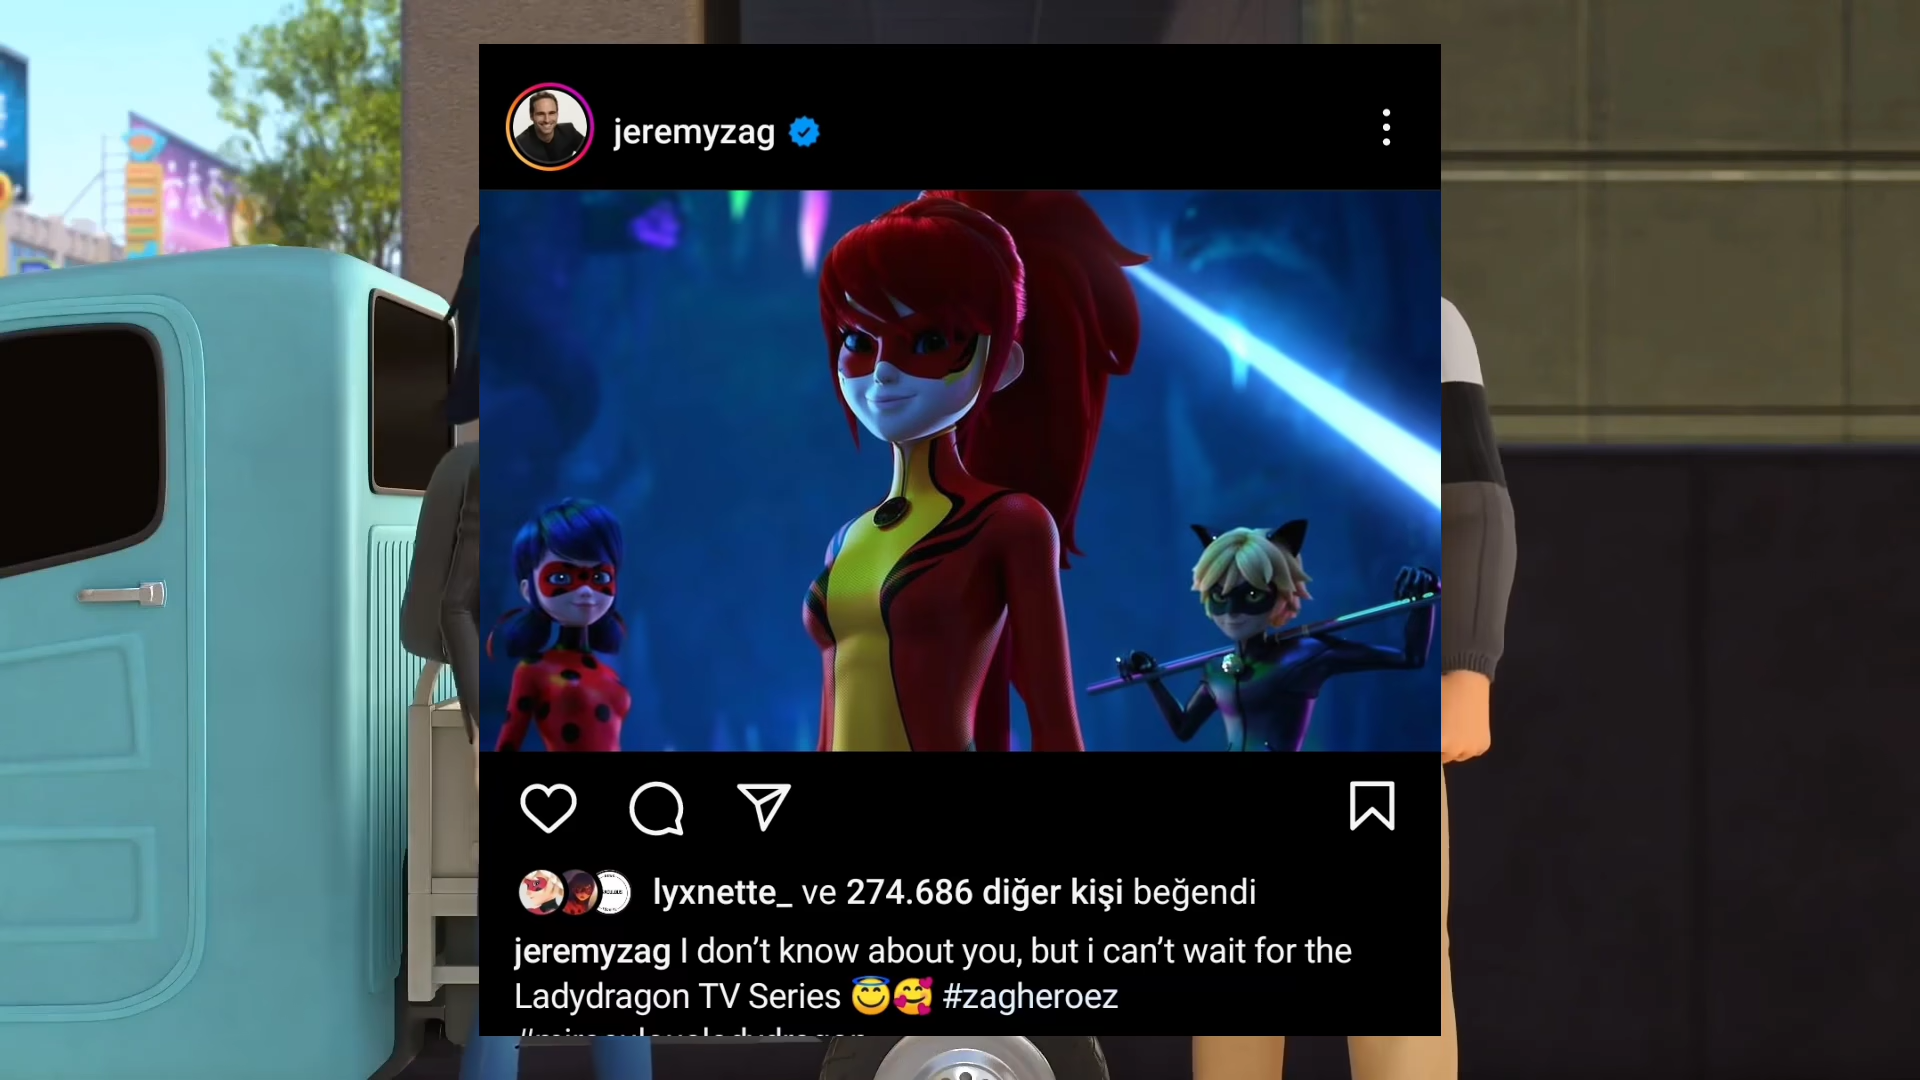 jeremyzag
lyxnette_ ve 274.686 diğer kişi beğendi
jeremyzag I don’t know about you, but i can’t wait for the
Ladydragon TV Series 😇🥰 #zagheroez
#miraculousladydragon